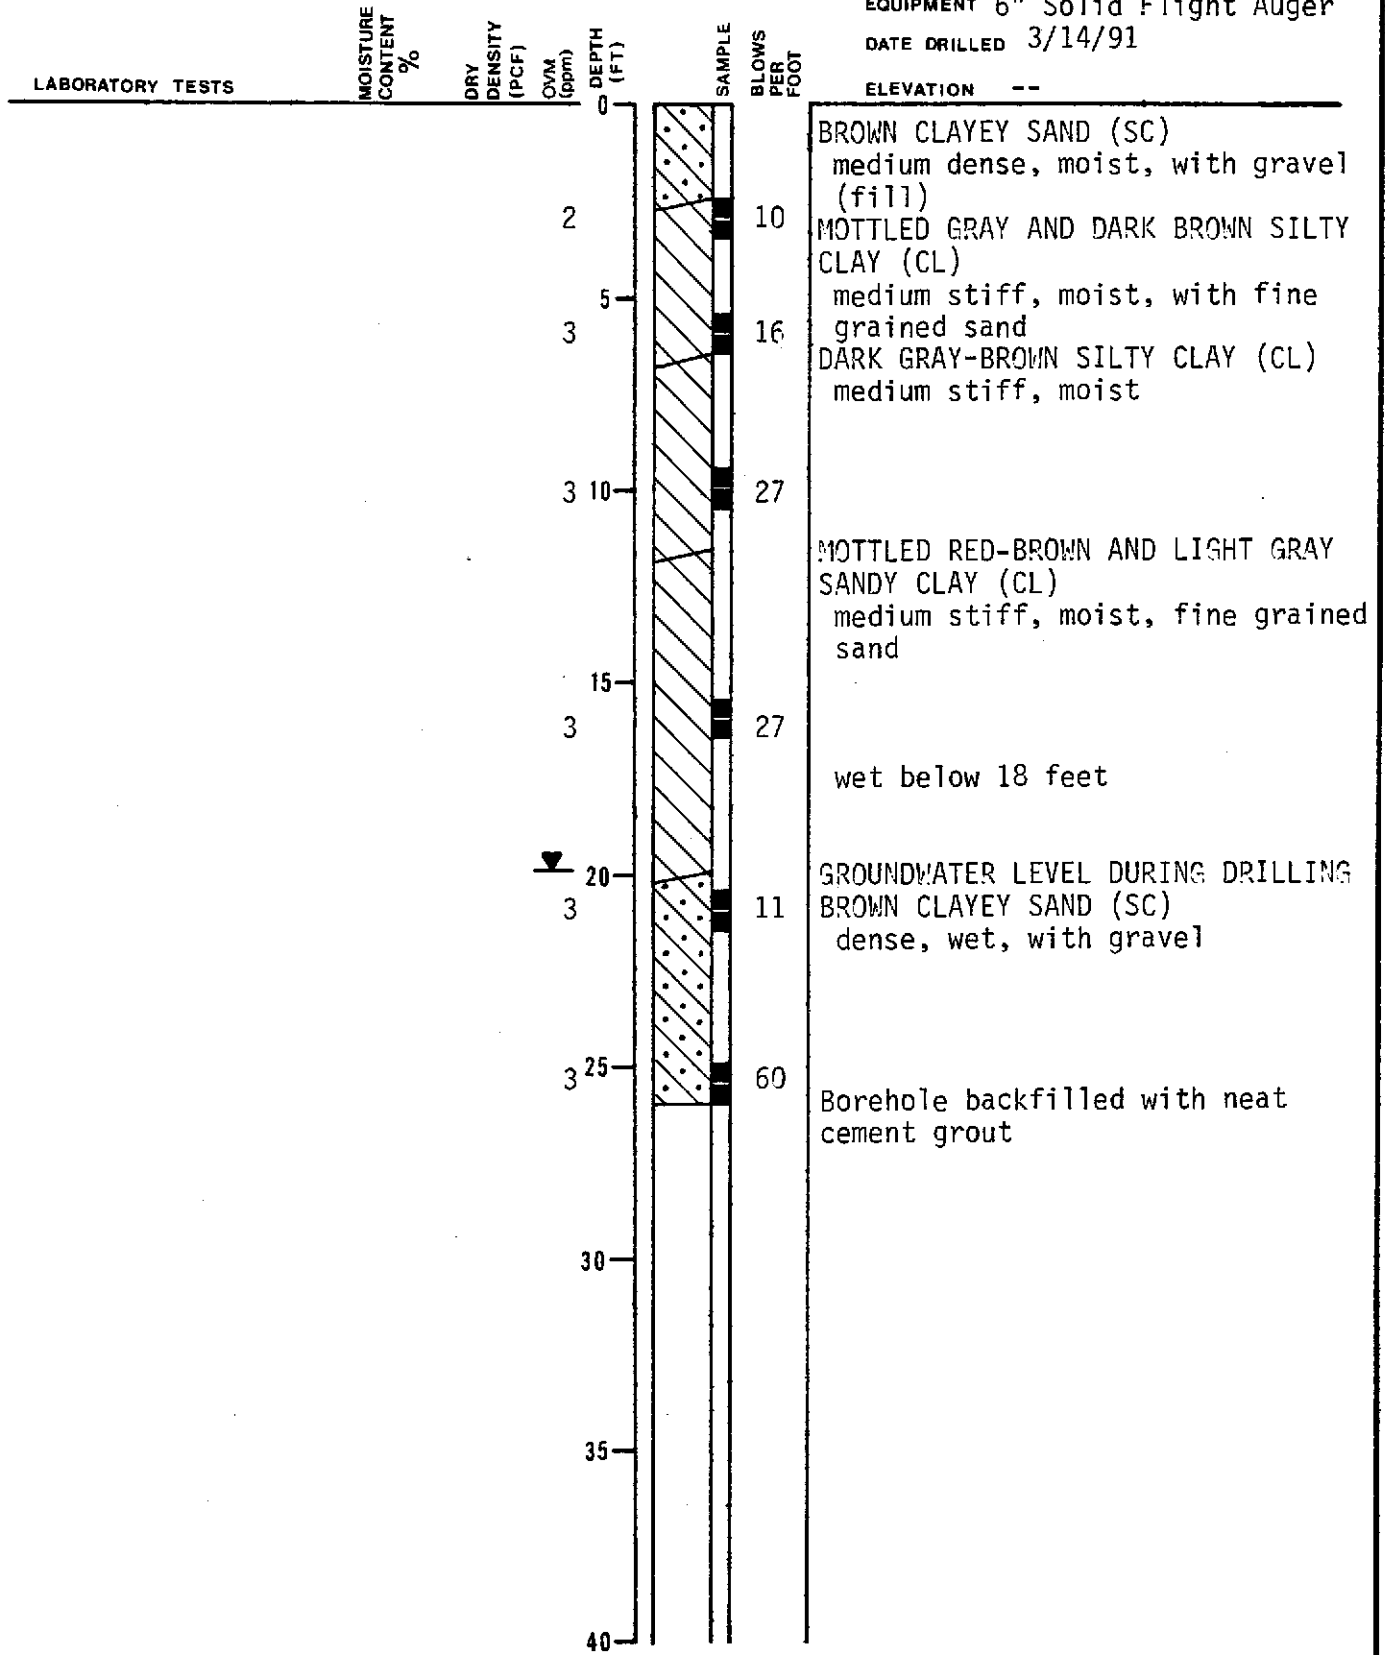 EQUIPMENT 6" Solid Flight Auger
DATE DRILLED 3/14/91
ELEVATION --
LABORATORY TESTS
MOISTURE CONTENT %
DRY DENSITY (PCF)
OVM (ppm)
DEPTH (FT)
SAMPLE
BLOWS PER FOOT
0
BROWN CLAYEY SAND (SC)
medium dense, moist, with gravel
(fill)
2
10
MOTTLED GRAY AND DARK BROWN SILTY
CLAY (CL)
5
medium stiff, moist, with fine
3
16
grained sand
DARK GRAY-BROWN SILTY CLAY (CL)
medium stiff, moist
3
10
27
MOTTLED RED-BROWN AND LIGHT GRAY
SANDY CLAY (CL)
medium stiff, moist, fine grained
sand
15
3
27
wet below 18 feet
20
GROUNDWATER LEVEL DURING DRILLING
3
11
BROWN CLAYEY SAND (SC)
dense, wet, with gravel
3
25
60
Borehole backfilled with neat
cement grout
30
35
40